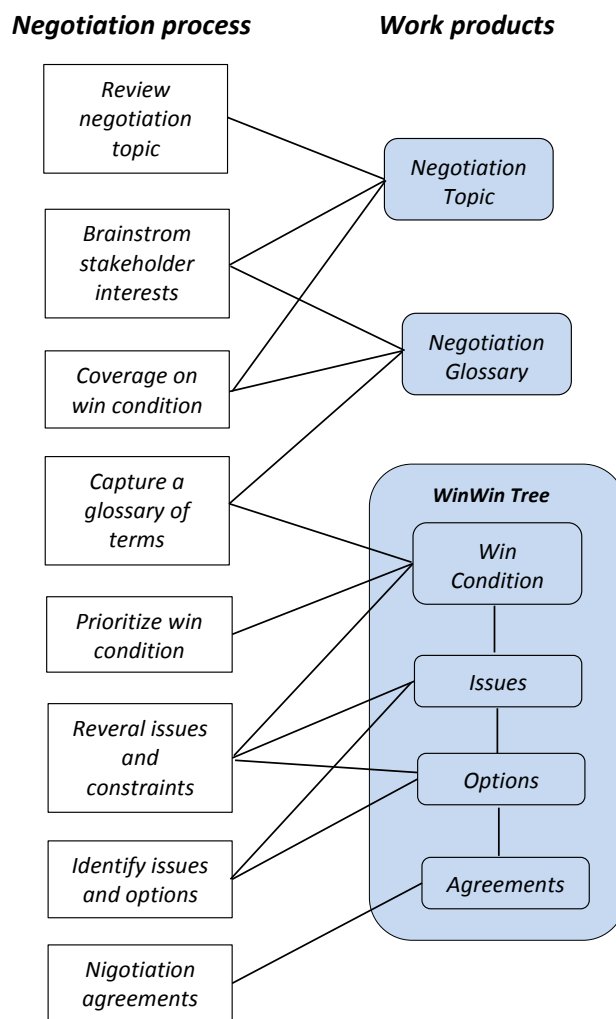 Negotiation process
Work products
Review
negotiation
topic
Negotiation
Topic
Brainstrom
stakeholder
interests
Negotiation
Glossary
Coverage on
win condition
Capture a
glossary of
terms
WinWin Tree
Win
Condition
Prioritize win
condition
Issues
Reveral issues
and
constraints
Options
Identify issues
and options
Agreements
Nigotiation
agreements